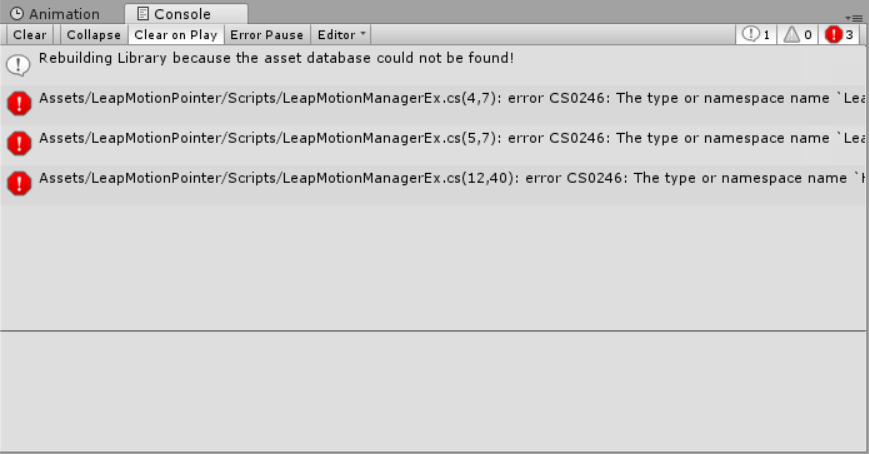 Animation Console
Clear Collapse Clear on Play Error Pause Editor 1 0 3
Rebuilding Library because the asset database could not be found!
Assets/LeapMotionPointer/Scripts/LeapMotionManagerEx.cs(4,7): error CS0246: The type or namespace name `Lea
Assets/LeapMotionPointer/Scripts/LeapMotionManagerEx.cs(5,7): error CS0246: The type or namespace name `Lea
Assets/LeapMotionPointer/Scripts/LeapMotionManagerEx.cs(12,40): error CS0246: The type or namespace name `H